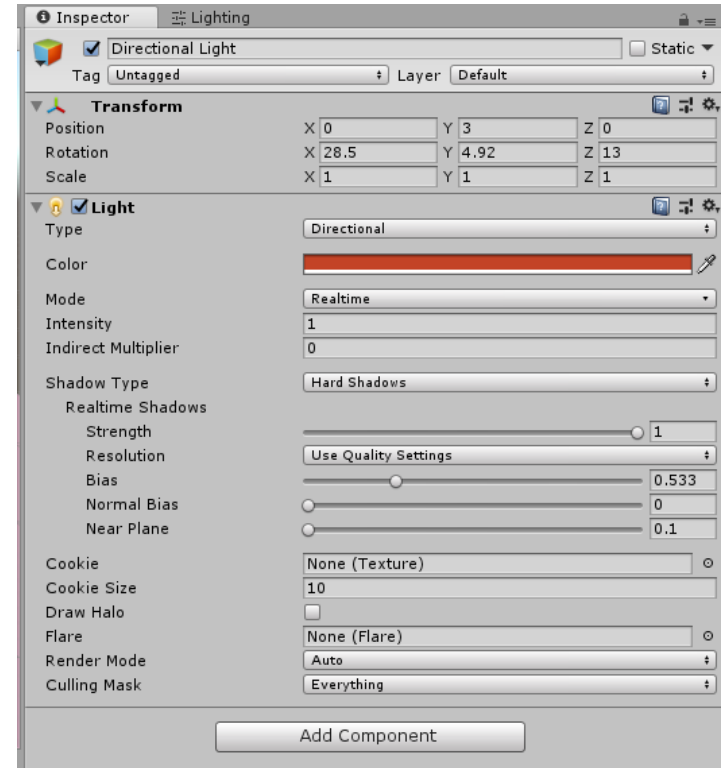 Inspector Lighting
Directional Light Static
Tag Untagged Layer Default
Transform
Position X 0 Y 3 Z 0
Rotation X 28.5 Y 4.92 Z 13
Scale X 1 Y 1 Z 1
Light
Type Directional
Color
Mode Realtime
Intensity 1
Indirect Multiplier 0
Shadow Type Hard Shadows
Realtime Shadows
Strength 1
Resolution Use Quality Settings
Bias 0.533
Normal Bias 0
Near Plane 0.1
Cookie None (Texture)
Cookie Size 10
Draw Halo
Flare None (Flare)
Render Mode Auto
Culling Mask Everything
Add Component